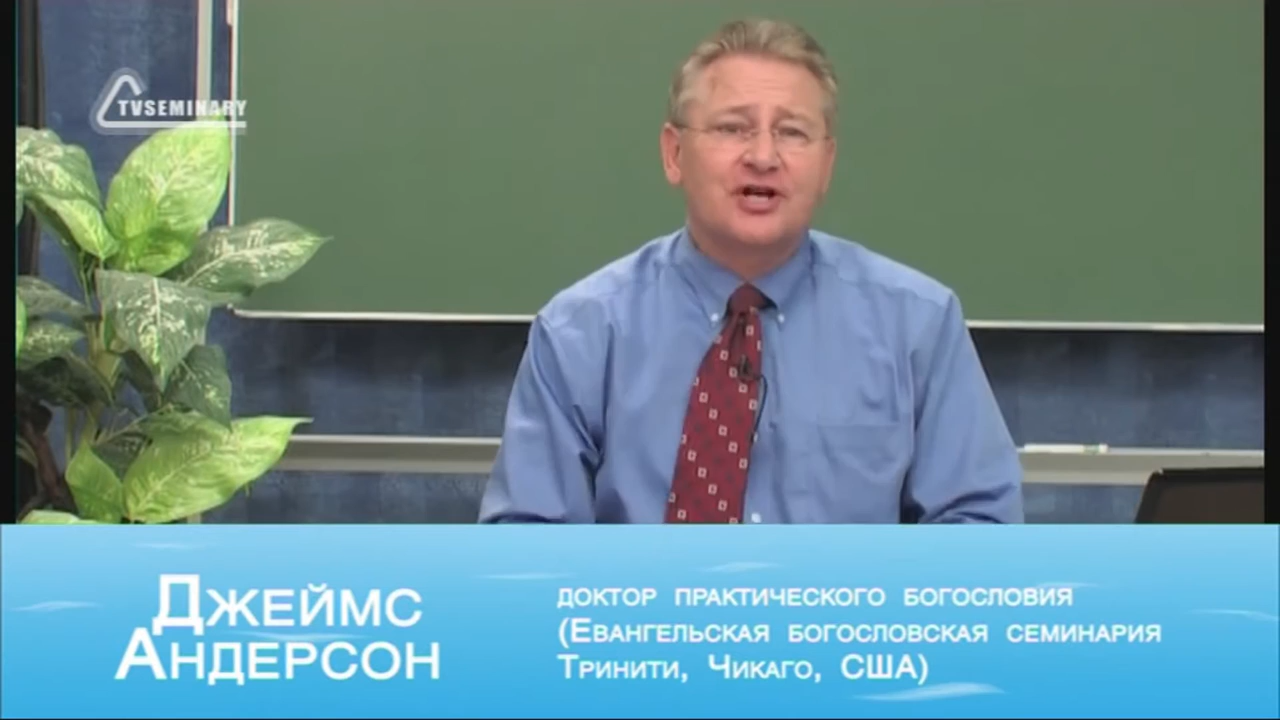 TVSEMINARY
Джеймс
Андерсон
доктор практического богословия
(Евангельская богословская семинария
Тринити, Чикаго, США)